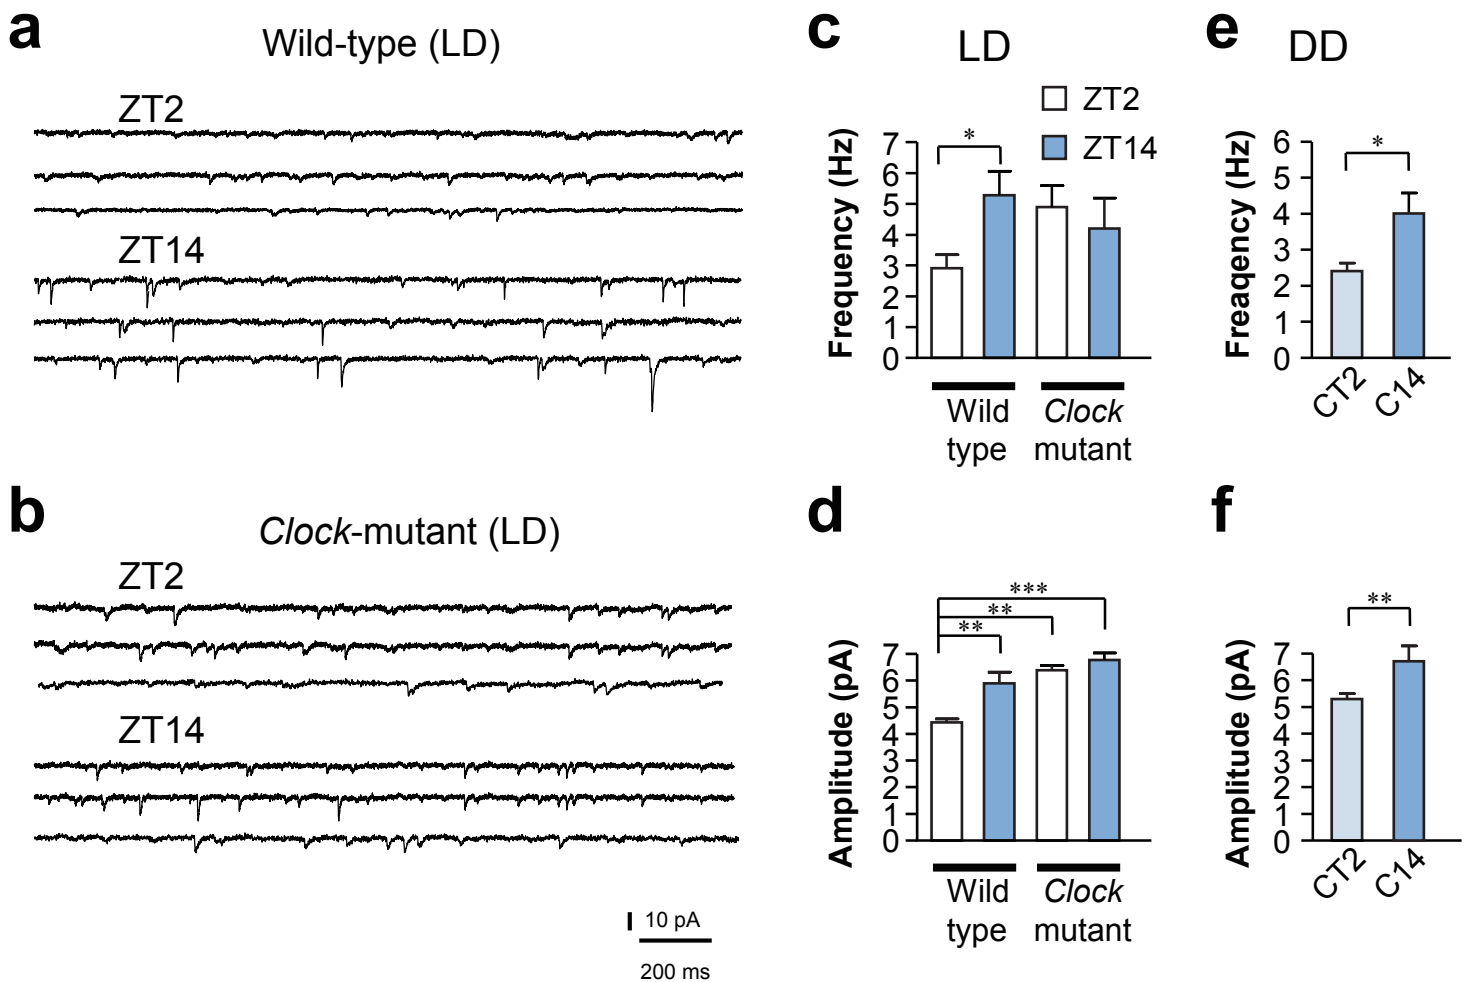 a
Wild-type (LD)
ZT2
ZT14
b
Clock-mutant (LD)
ZT2
ZT14
10 pA
200 ms
c
LD
ZT2
ZT14
Frequency (Hz)
7
6
5
4
3
2
1
0
*
Wild
type
Clock
mutant
d
Amplitude (pA)
7
6
5
4
3
2
1
0
***
**
**
Wild
type
Clock
mutant
e
DD
Freaqency (Hz)
6
5
4
3
2
1
0
*
CT2
C14
f
Amplitude (pA)
7
6
5
4
3
2
1
0
**
CT2
C14